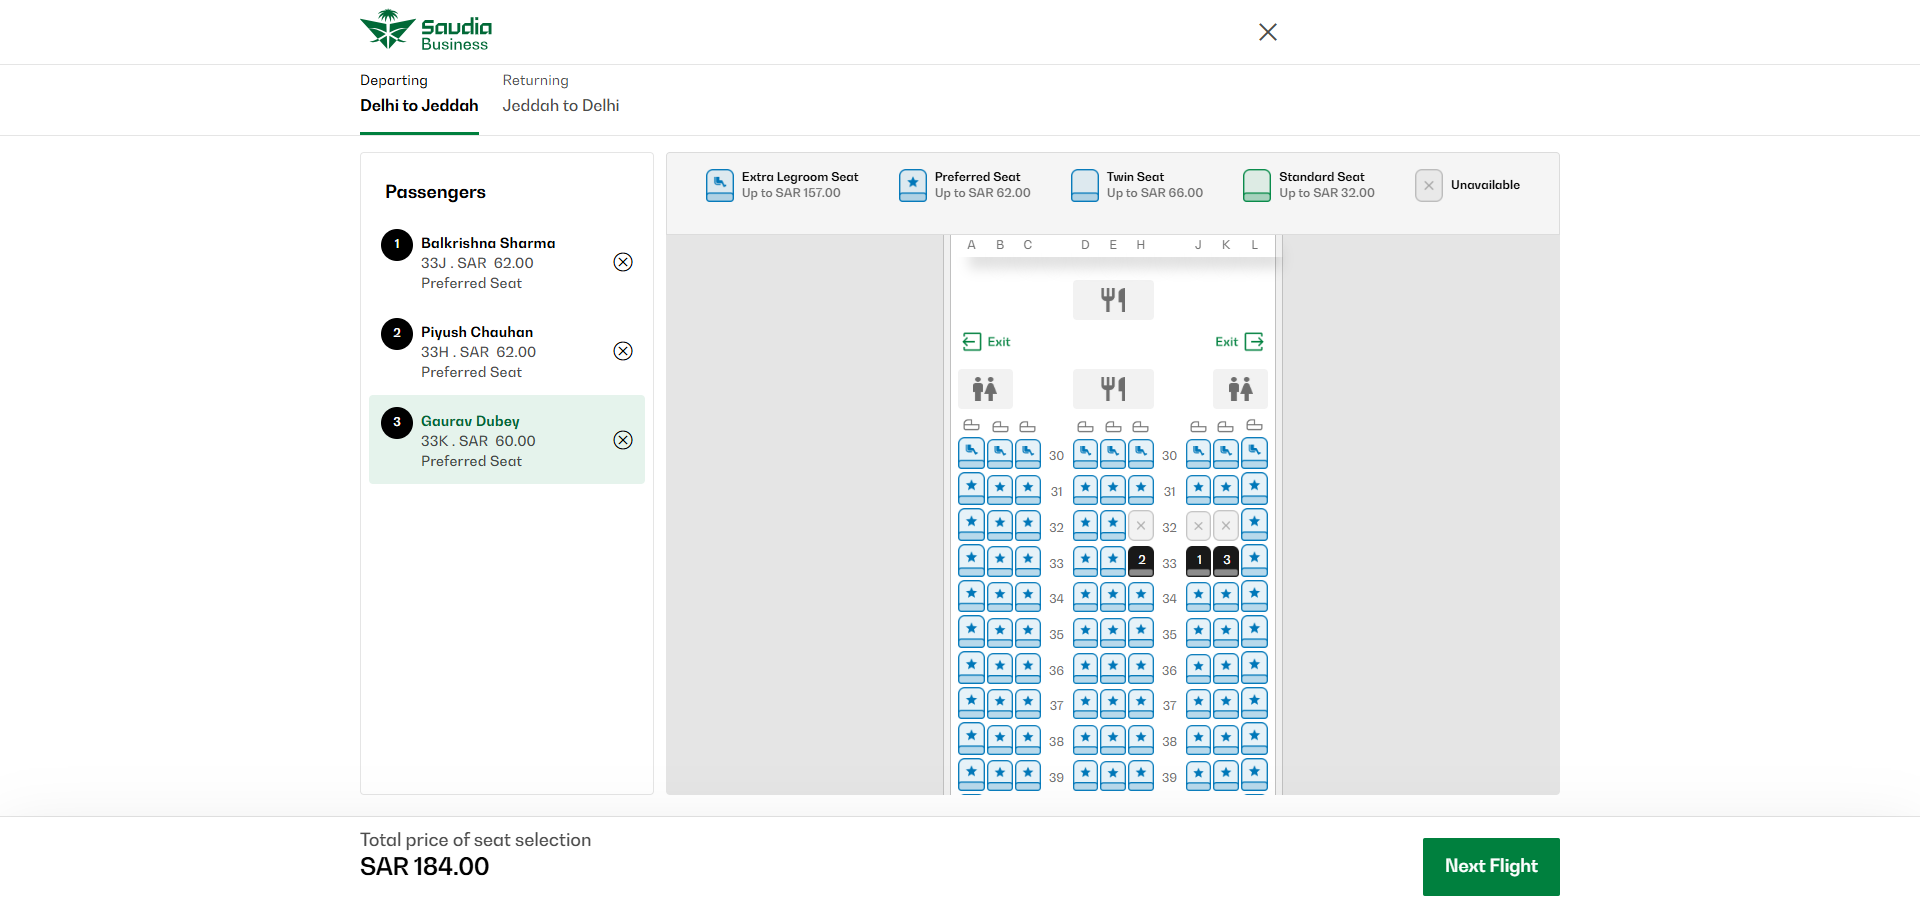 Saudia
Business
Departing
Delhi to Jeddah
Returning
Jeddah to Delhi
Passengers
1
Balkrishna Sharma
33J . SAR 62.00
Preferred Seat
2
Piyush Chauhan
33H . SAR 62.00
Preferred Seat
3
Gaurav Dubey
33K . SAR 60.00
Preferred Seat
Extra Legroom Seat
Up to SAR 157.00
Preferred Seat
Up to SAR 62.00
Twin Seat
Up to SAR 66.00
Standard Seat
Up to SAR 32.00
Unavailable
A B C D E H J K L
Exit Exit
30 30
31 31
32 32
33 2 33 1 3
34 34
35 35
36 36
37 37
38 38
39 39
Total price of seat selection
SAR 184.00
Next Flight